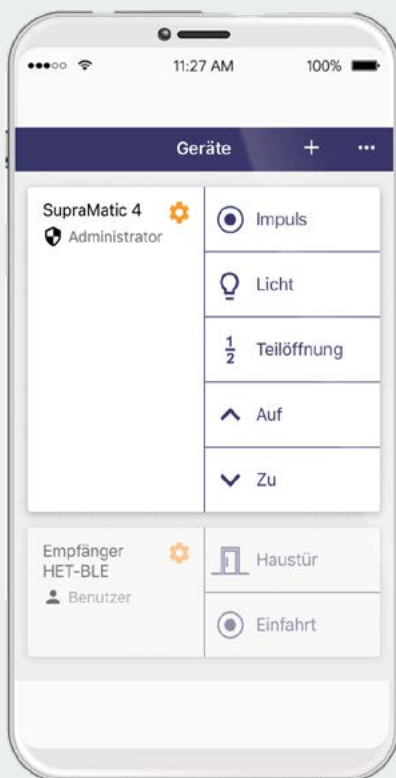 11:27 AM
100%
Geräte
SupraMatic 4
Administrator
Impuls
Licht
1/2 Teilöffnung
Auf
Zu
Empfänger
HET-BLE
Benutzer
Haustür
Einfahrt